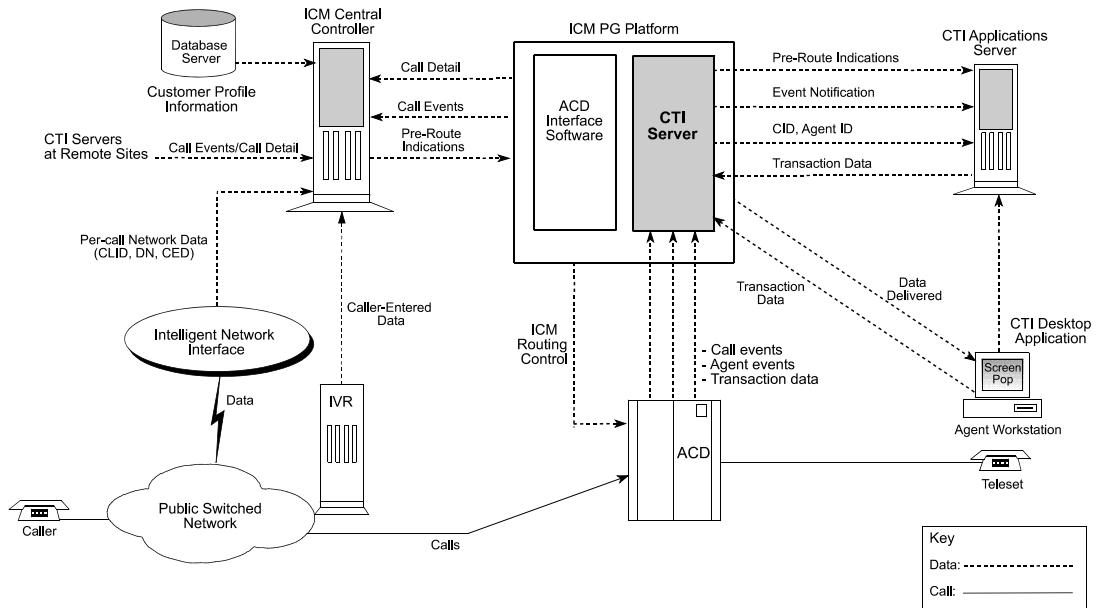 ICM Central
Controller
ICM PG Platform
CTI Applications
Server
Database
Server
Customer Profile
Information
Call Detail
Call Events
Pre-Route
Indications
ACD
Interface
Software
CTI
Server
Pre-Route Indications
Event Notification
CID, Agent ID
Transaction Data
CTI Servers
at Remote Sites
Call Events/Call Detail
Per-call Network Data
(CLID, DN, CED)
Caller-Entered
Data
Intelligent Network
Interface
Data
IVR
ICM
Routing
Control
- Call events
- Agent events
- Transaction data
Transaction
Data
Data
Delivered
CTI Desktop
Application
Screen
Pop
Agent Workstation
ACD
Teleset
Public Switched
Network
Caller
Calls
Key
Data:
Call: